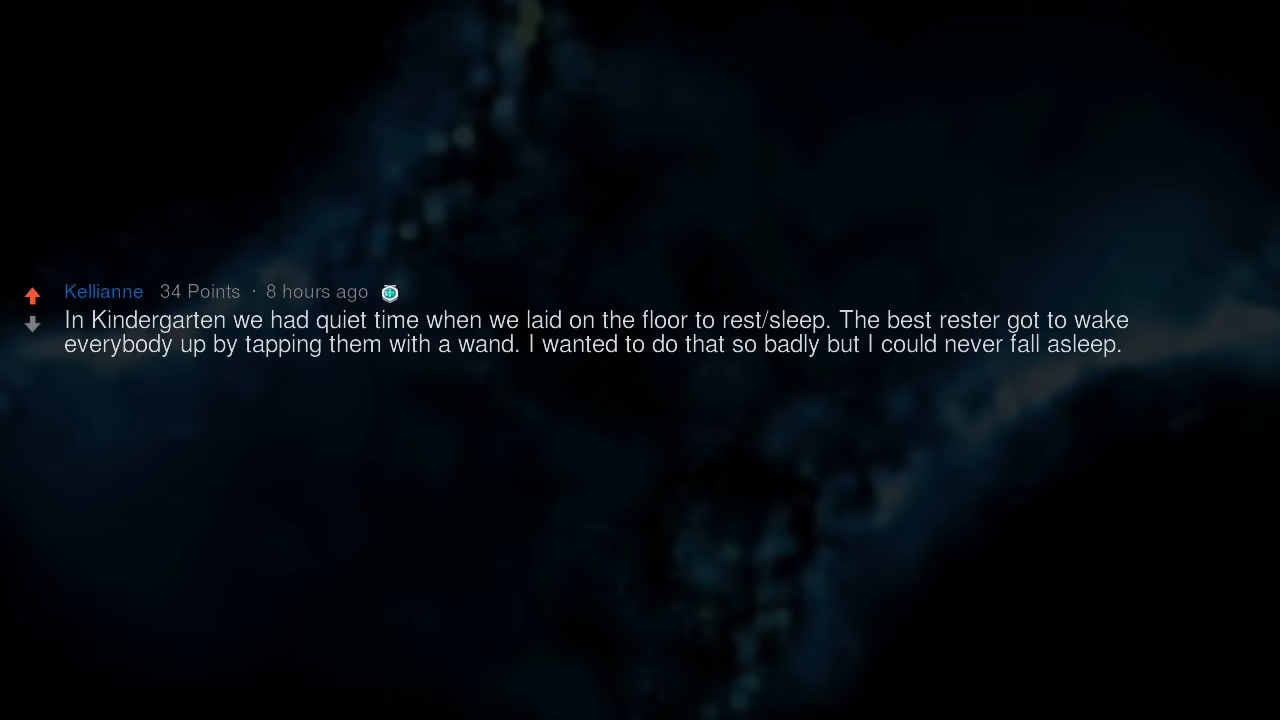 Kellianne 34 Points · 8 hours ago
In Kindergarten we had quiet time when we laid on the floor to rest/sleep. The best rester got to wake
everybody up by tapping them with a wand. I wanted to do that so badly but I could never fall asleep.